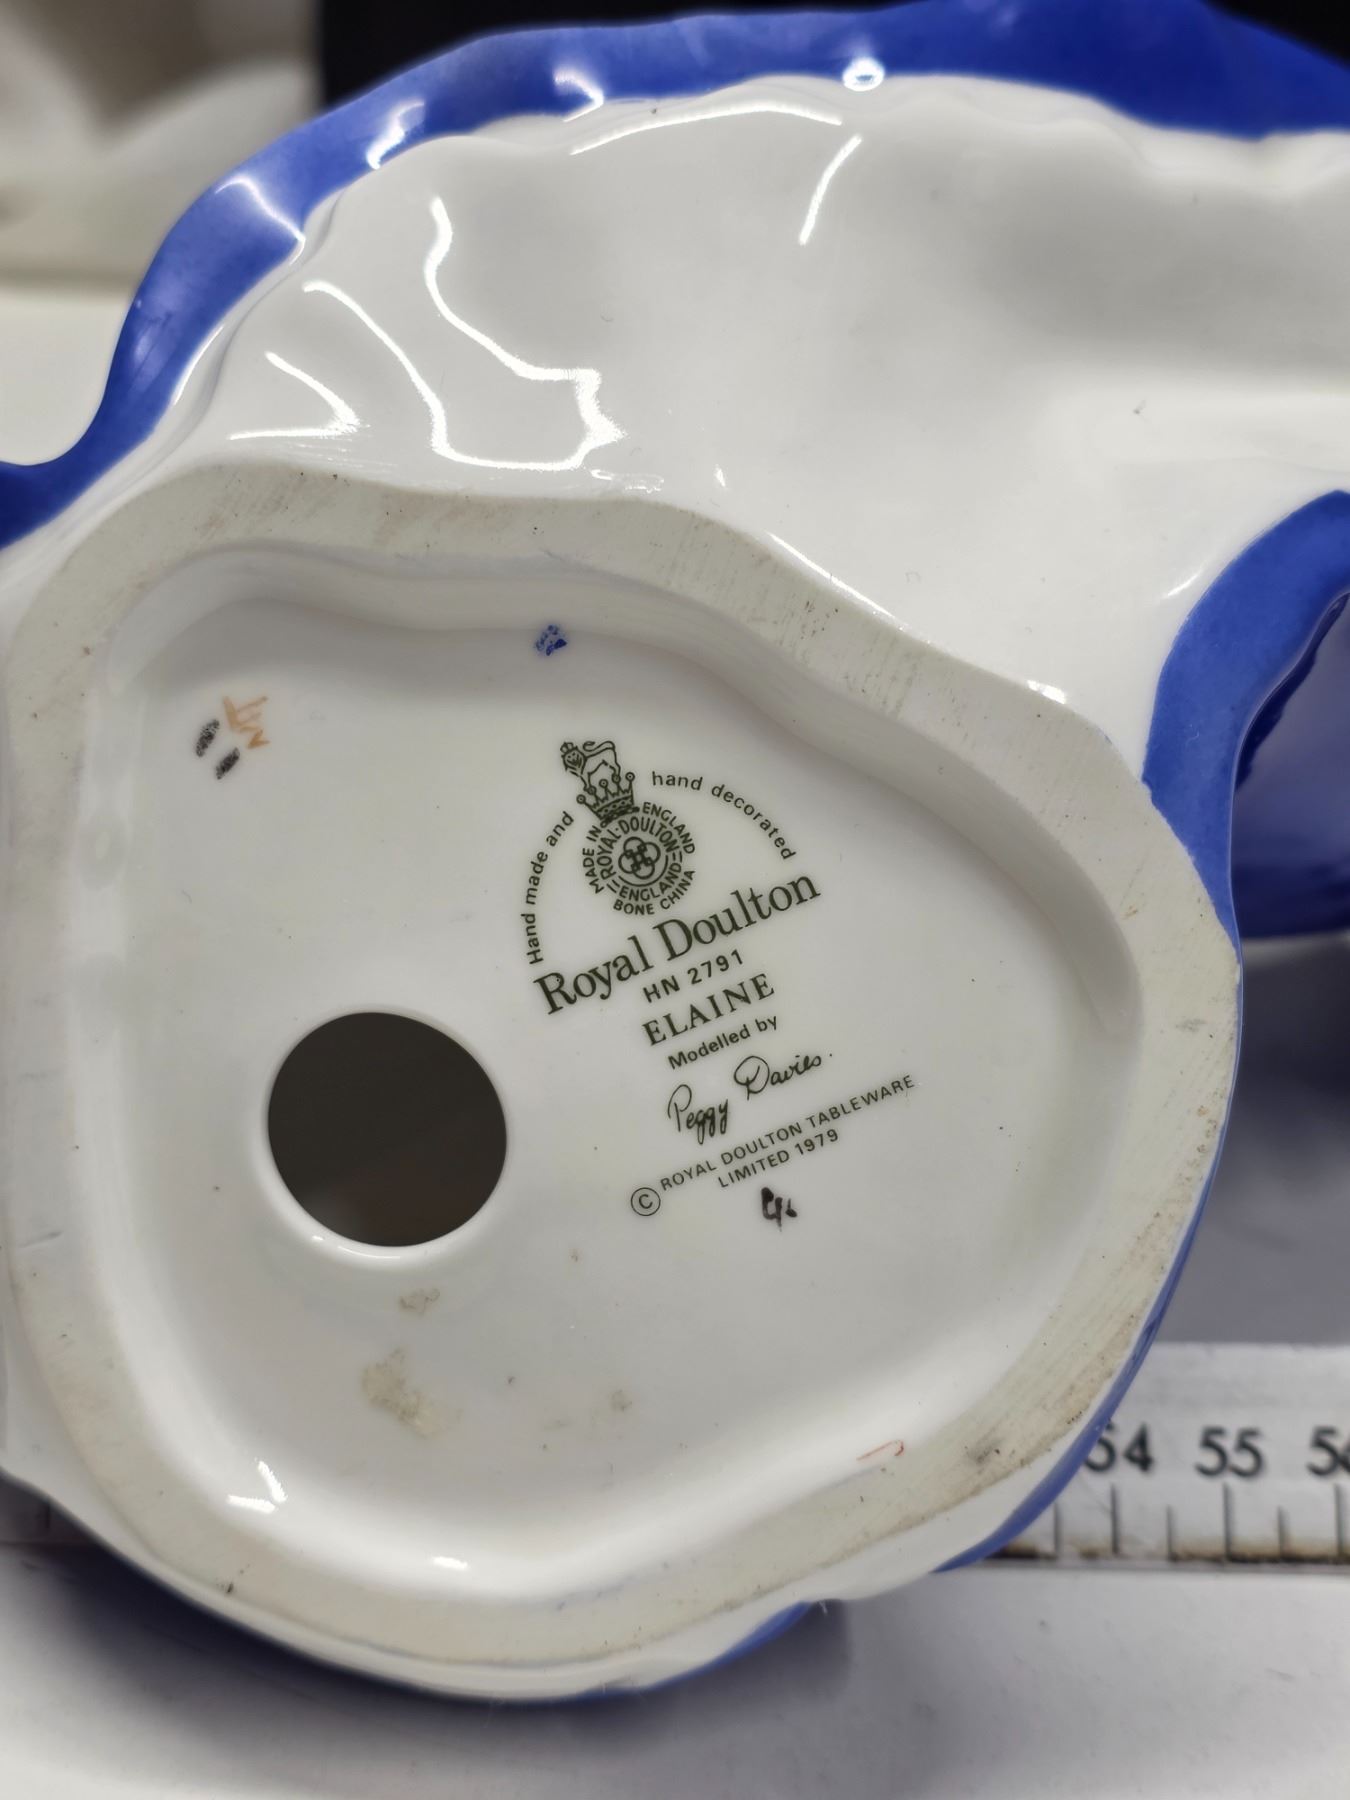 Hand made and hand decorated
MADE IN ENGLAND
ROYAL-DOULTON
ENGLAND
BONE CHINA
Royal Doulton
HN 2791
ELAINE
Modelled by
Peggy Davies.
© ROYAL DOULTON TABLEWARE
LIMITED 1979
54 55